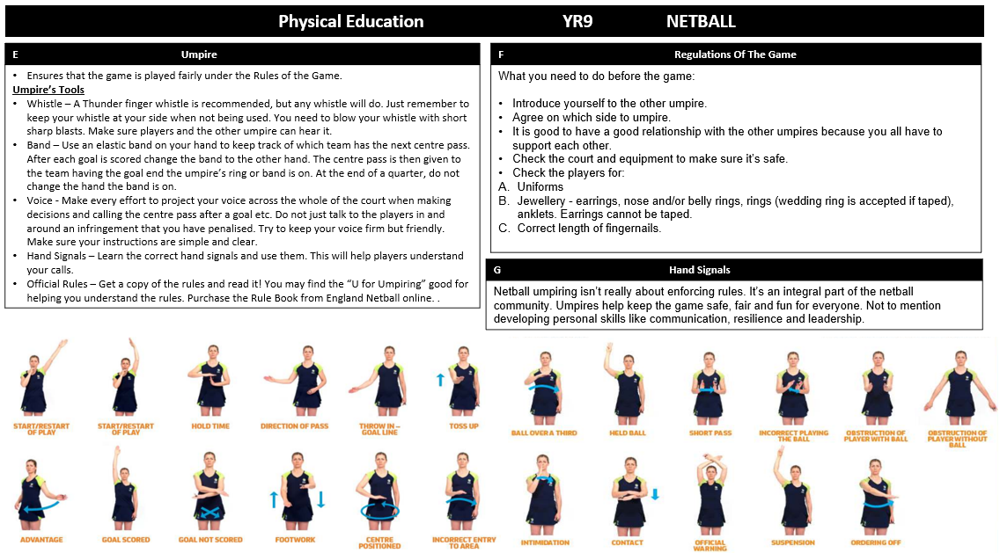 Physical Education YR9 NETBALL
E Umpire
• Ensures that the game is played fairly under the Rules of the Game.
Umpire's Tools
• Whistle – A Thunder finger whistle is recommended, but any whistle will do. Just remember to
keep your whistle at your side when not being used. You need to blow your whistle with short
sharp blasts. Make sure players and the other umpire can hear it.
• Band – Use an elastic band on your hand to keep track of which team has the next centre pass.
After each goal is scored change the band to the other hand. The centre pass is then given to
the team having the goal end the umpire's ring or band is on. At the end of a quarter, do not
change the hand the band is on.
• Voice - Make every effort to project your voice across the whole of the court when making
decisions and calling the centre pass after a goal etc. Do not just talk to the players in and
around an infringement that you have penalised. Try to keep your voice firm but friendly.
Make sure your instructions are simple and clear.
• Hand Signals – Learn the correct hand signals and use them. This will help players understand
your calls.
• Official Rules – Get a copy of the rules and read it! You may find the "U for Umpiring" good for
helping you understand the rules. Purchase the Rule Book from England Netball online. .
F Regulations Of The Game
What you need to do before the game:
• Introduce yourself to the other umpire.
• Agree on which side to umpire.
• It is good to have a good relationship with the other umpires because you all have to
support each other.
• Check the court and equipment to make sure it's safe.
• Check the players for:
A. Uniforms
B. Jewellery - earrings, nose and/or belly rings, rings (wedding ring is accepted if taped),
anklets. Earrings cannot be taped.
C. Correct length of fingernails.
G Hand Signals
Netball umpiring isn't really about enforcing rules. It's an integral part of the netball
community. Umpires help keep the game safe, fair and fun for everyone. Not to mention
developing personal skills like communication, resilience and leadership.
START/RESTART
OF PLAY
START/RESTART
OF PLAY
HOLD TIME
DIRECTION OF PASS
THROW IN –
GOAL LINE
TOSS UP
BALL OVER A THIRD
HELD BALL
SHORT PASS
INCORRECT PLAYING
THE BALL
OBSTRUCTION OF
PLAYER WITH BALL
OBSTRUCTION OF
PLAYER WITHOUT
BALL
ADVANTAGE
GOAL SCORED
GOAL NOT SCORED
FOOTWORK
CENTRE
POSITIONED
INCORRECT ENTRY
TO AREA
INTIMIDATION
CONTACT
OFFICIAL
WARNING
SUSPENSION
ORDERING OFF